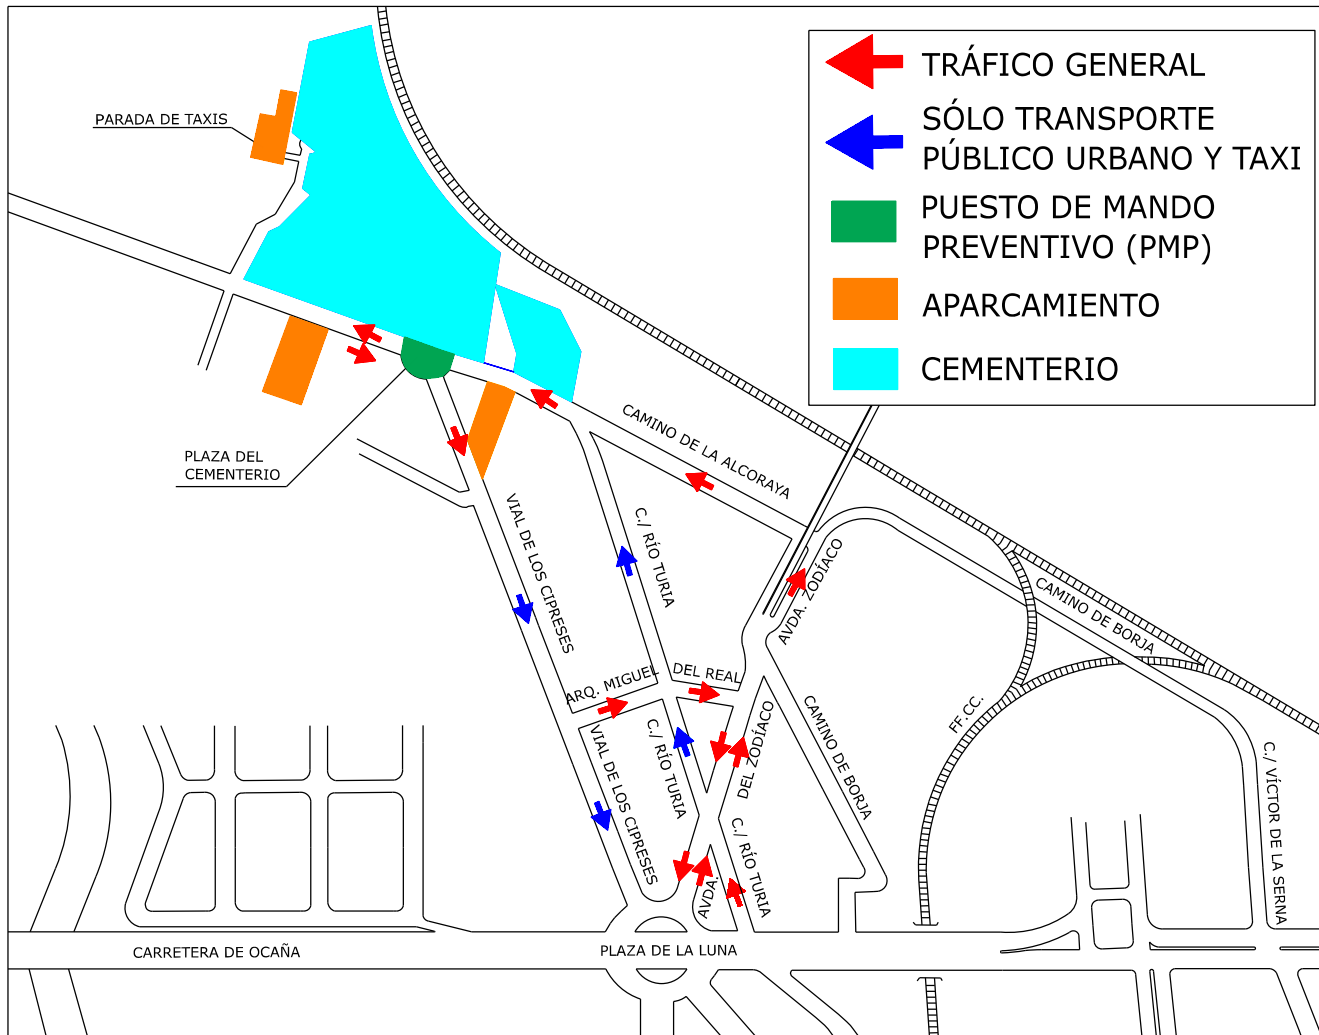 TRÁFICO GENERAL
SÓLO TRANSPORTE
PÚBLICO URBANO Y TAXI
PUESTO DE MANDO
PREVENTIVO (PMP)
APARCAMIENTO
CEMENTERIO
PARADA DE TAXIS
PLAZA DEL
CEMENTERIO
CAMINO DE LA ALCORAYA
VIAL DE LOS CIPRESES
C./ RÍO TURIA
AVDA. ZODÍACO
CAMINO DE BORJA
ARQ. MIGUEL
DEL REAL
FF.CC.
C./ RÍO TURIA
DEL ZODÍACO
CAMINO DE BORJA
VIAL DE LOS CIPRESES
C./ RÍO TURIA
AVDA.
C./ VÍCTOR DE LA SERNA
CARRETERA DE OCAÑA
PLAZA DE LA LUNA